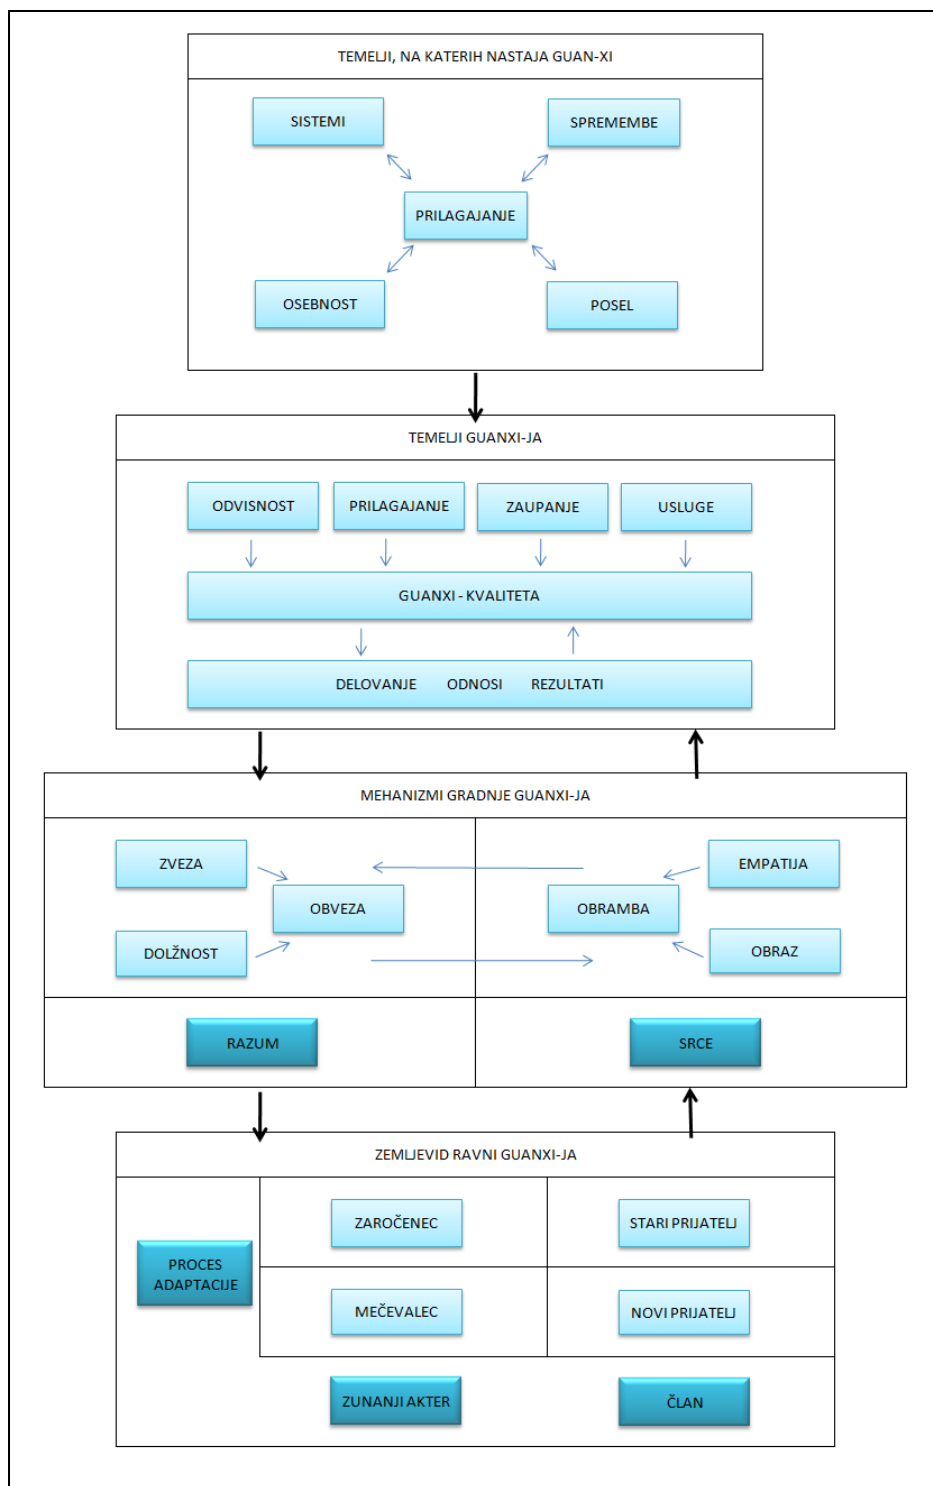 TEMELJI, NA KATERIH NASTAJA GUAN-XI
SISTEMI
SPREMEMBE
PRILAGAJANJE
OSEBNOST
POSEL
TEMELJI GUANXI-JA
ODVISNOST
PRILAGAJANJE
ZAUPANJE
USLUGE
GUANXI - KVALITETA
DELOVANJE ODNOSI REZULTATI
MEHANIZMI GRADNJE GUANXI-JA
ZVEZA
EMPATIJA
OBVEZA
OBRAMBA
DOLŽNOST
OBRAZ
RAZUM
SRCE
ZEMLJEVID RAVNI GUANXI-JA
ZAROČENEC
STARI PRIJATELJ
PROCES
ADAPTACIJE
MEČEVALEC
NOVI PRIJATELJ
ZUNANJI AKTER
ČLAN